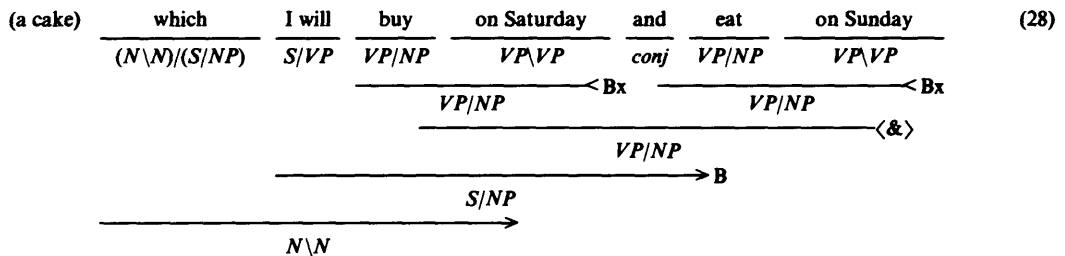 (a cake) which I will buy on Saturday and eat on Sunday (28)
(N\N)/(S/NP) S/VP VP/NP VP\VP conj VP/NP VP\VP
<Bx <Bx
VP/NP VP/NP
⟨&⟩
VP/NP
>B
S/NP
>
N\N